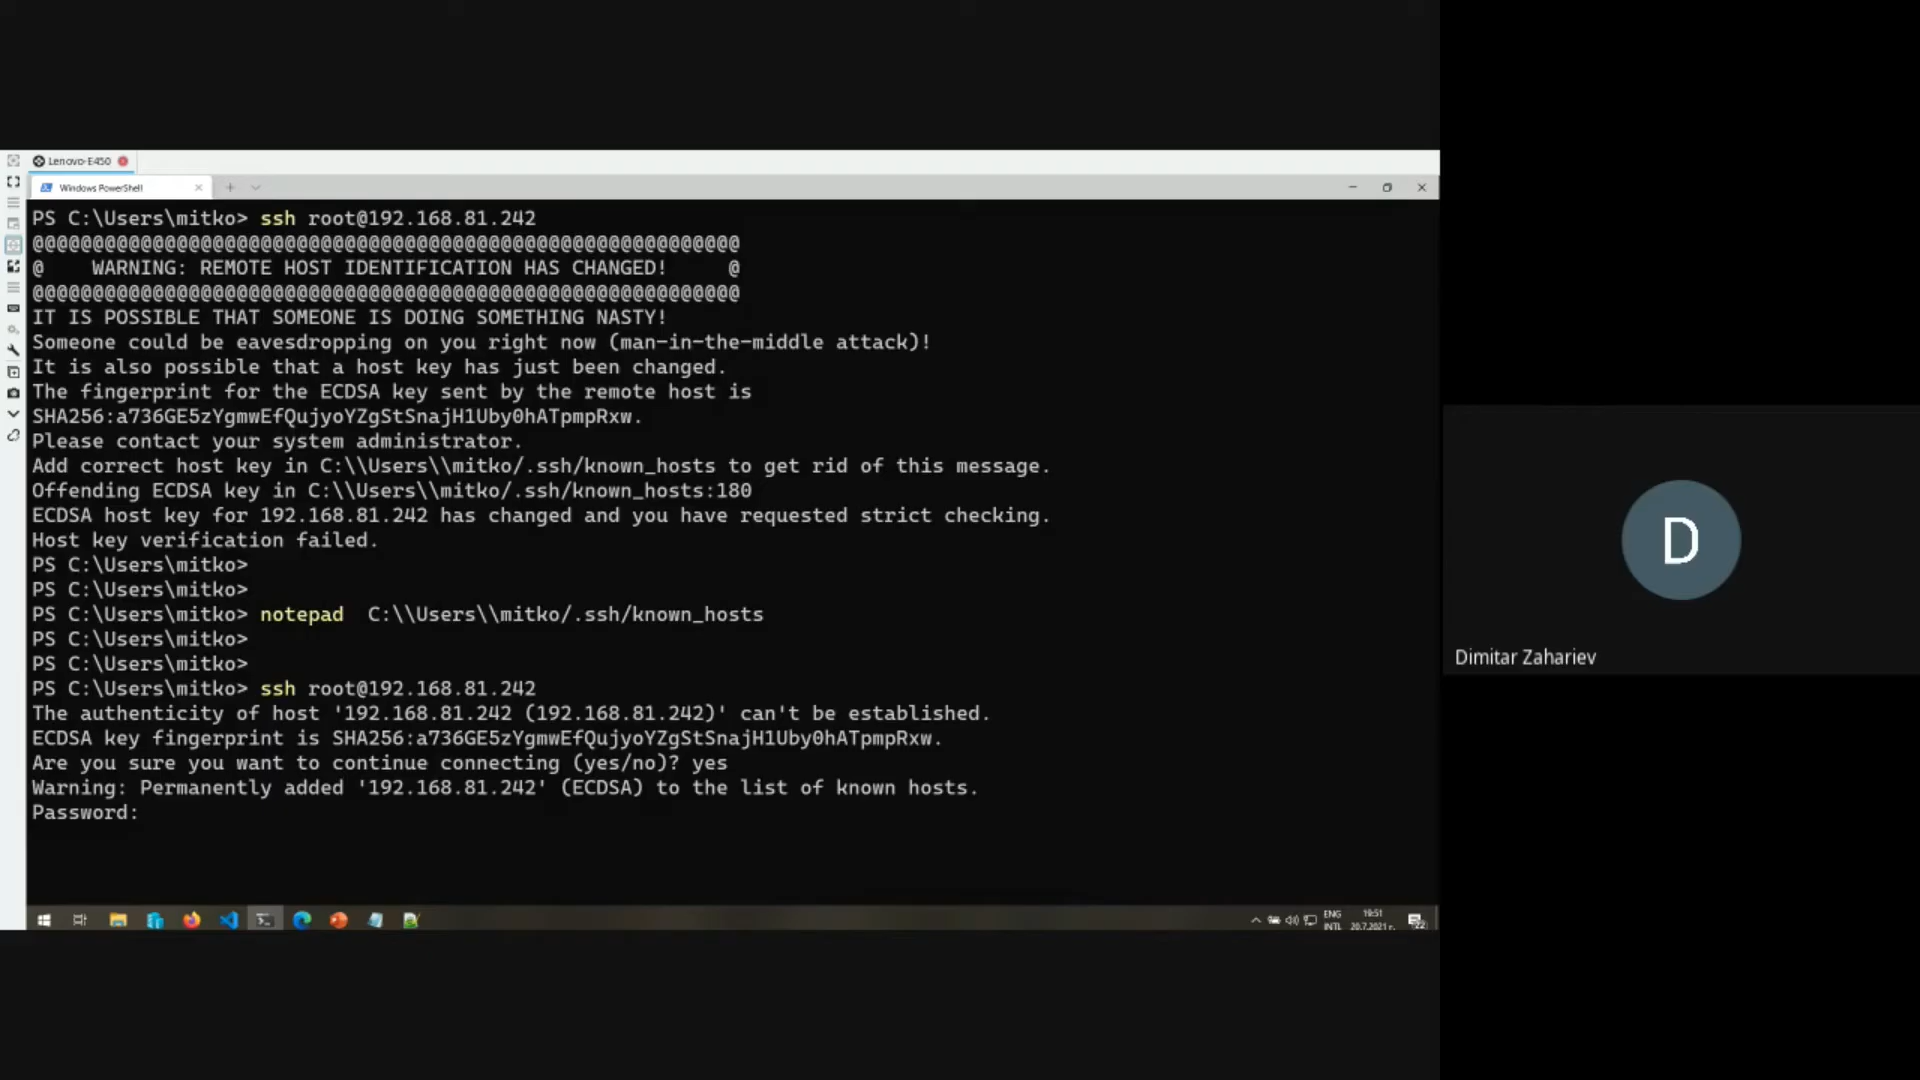 Lenovo-E450
Windows PowerShell
PS C:\Users\mitko> ssh root@192.168.81.242
@@@@@@@@@@@@@@@@@@@@@@@@@@@@@@@@@@@@@@@@@@@@@@@@@@@@@@@@@@@
@    WARNING: REMOTE HOST IDENTIFICATION HAS CHANGED!     @
@@@@@@@@@@@@@@@@@@@@@@@@@@@@@@@@@@@@@@@@@@@@@@@@@@@@@@@@@@@
IT IS POSSIBLE THAT SOMEONE IS DOING SOMETHING NASTY!
Someone could be eavesdropping on you right now (man-in-the-middle attack)!
It is also possible that a host key has just been changed.
The fingerprint for the ECDSA key sent by the remote host is
SHA256:a736GE5zYgmwEfQujyoYZgStSnajH1Uby0hATpmpRxw.
Please contact your system administrator.
Add correct host key in C:\\Users\\mitko/.ssh/known_hosts to get rid of this message.
Offending ECDSA key in C:\\Users\\mitko/.ssh/known_hosts:180
ECDSA host key for 192.168.81.242 has changed and you have requested strict checking.
Host key verification failed.
PS C:\Users\mitko>
PS C:\Users\mitko>
PS C:\Users\mitko> notepad  C:\\Users\\mitko/.ssh/known_hosts
PS C:\Users\mitko>
PS C:\Users\mitko>
PS C:\Users\mitko> ssh root@192.168.81.242
The authenticity of host '192.168.81.242 (192.168.81.242)' can't be established.
ECDSA key fingerprint is SHA256:a736GE5zYgmwEfQujyoYZgStSnajH1Uby0hATpmpRxw.
Are you sure you want to continue connecting (yes/no)? yes
Warning: Permanently added '192.168.81.242' (ECDSA) to the list of known hosts.
Password:
D
Dimitar Zahariev
ENG
INTL
19:51
20.7.2021 г.
22